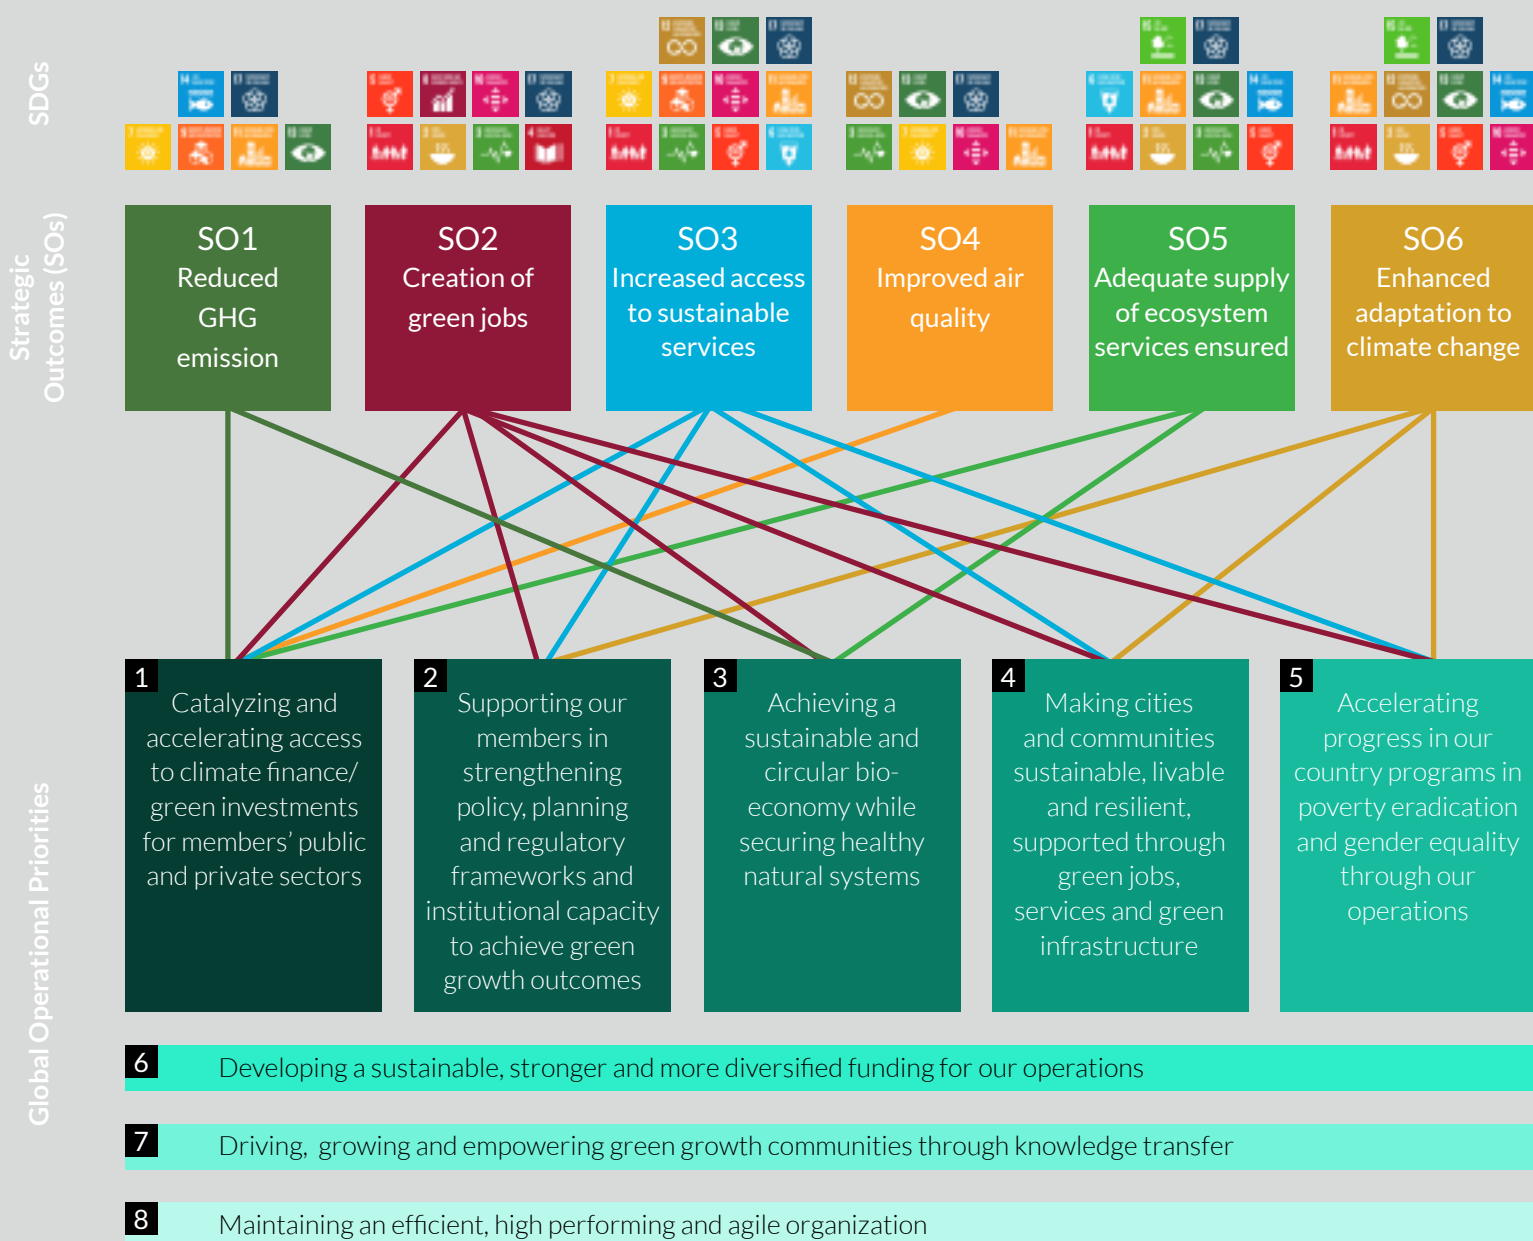 SDGs
Strategic
Outcomes (SOs)
SO1
Reduced
GHG
emission
SO2
Creation of
green jobs
SO3
Increased access
to sustainable
services
SO4
Improved air
quality
SO5
Adequate supply
of ecosystem
services ensured
SO6
Enhanced
adaptation to
climate change
Global Operational Priorities
1
Catalyzing and
accelerating access
to climate finance/
green investments
for members’ public
and private sectors
2
Supporting our
members in
strengthening
policy, planning
and regulatory
frameworks and
institutional capacity
to achieve green
growth outcomes
3
Achieving a
sustainable and
circular bio-
economy while
securing healthy
natural systems
4
Making cities
and communities
sustainable, livable
and resilient,
supported through
green jobs,
services and green
infrastructure
5
Accelerating
progress in our
country programs in
poverty eradication
and gender equality
through our
operations
6
Developing a sustainable, stronger and more diversified funding for our operations
7
Driving, growing and empowering green growth communities through knowledge transfer
8
Maintaining an efficient, high performing and agile organization